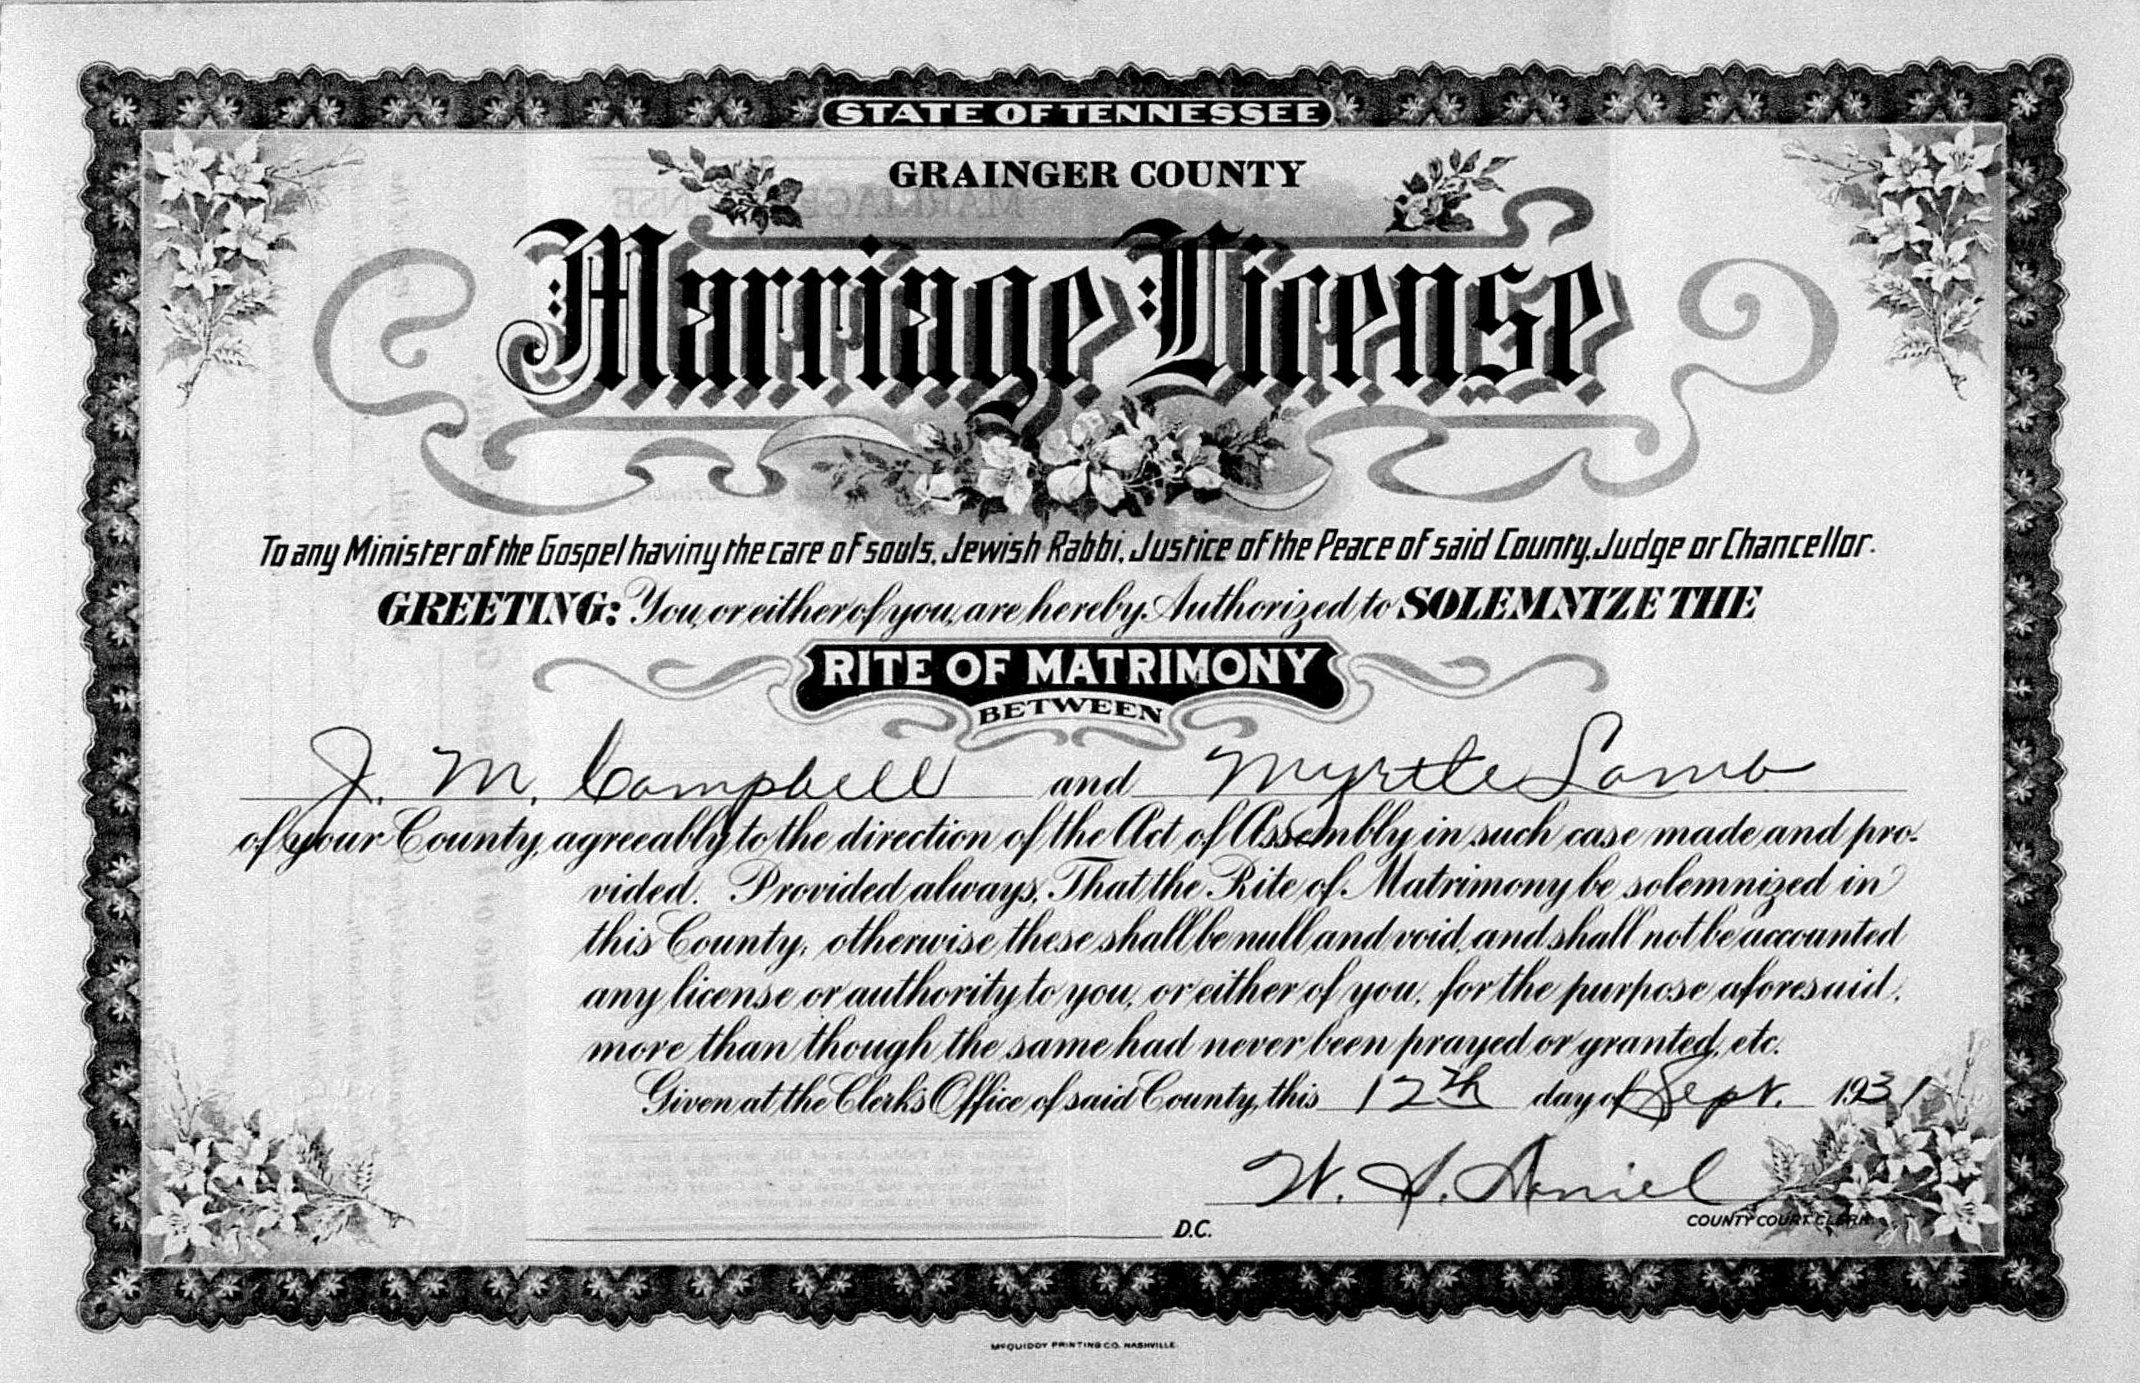 STATE OF TENNESSEE
GRAINGER COUNTY
Marriage License
To any Minister of the Gospel having the care of souls, Jewish Rabbi, Justice of the Peace of said County, Judge or Chancellor.
GREETING: You, or either of you, are hereby Authorized to SOLEMNIZE THE
RITE OF MATRIMONY
BETWEEN
J. M. Campbell and Myrtle Lamb
of your County, agreeably to the direction of the Act of Assembly in such case made and pro-
vided. Provided always, That the Rite of Matrimony be solemnized in
this County, otherwise these shall be null and void, and shall not be accounted
any license or authority to you, or either of you, for the purpose aforesaid,
more than though the same had never been prayed or granted, etc.
Given at the Clerk's Office of said County, this 12th day of Sept. 1931
W. S. Daniel
COUNTY COURT CLERK
D.C.
McQUIDDY PRINTING CO. NASHVILLE